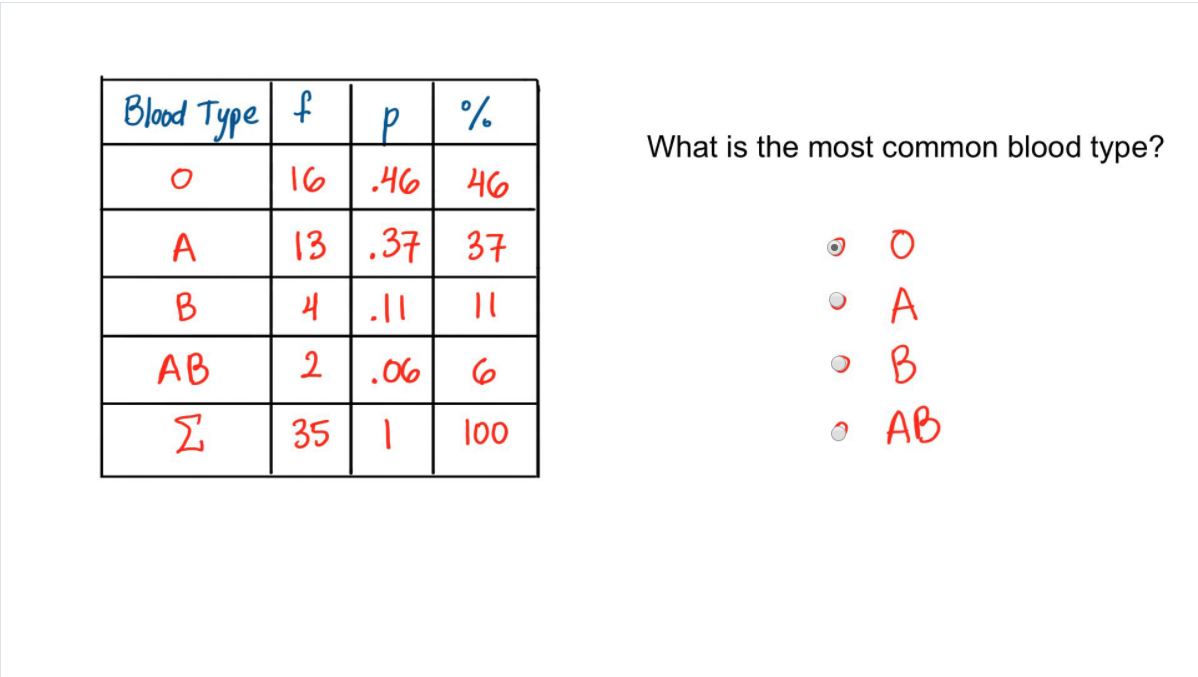 Blood Type f p %
O 16 .46 46
A 13 .37 37
B 4 .11 11
AB 2 .06 6
Σ 35 1 100
What is the most common blood type?
O
A
B
AB